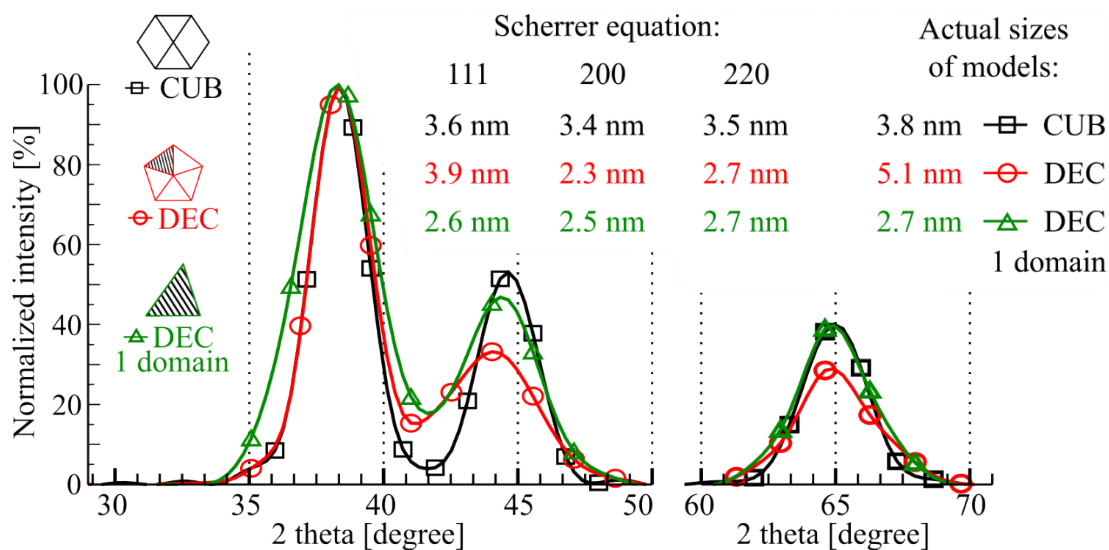 Scherrer equation:
Actual sizes
of models:
111 200 220
CUB
3.6 nm 3.4 nm 3.5 nm 3.8 nm CUB
3.9 nm 2.3 nm 2.7 nm 5.1 nm DEC
2.6 nm 2.5 nm 2.7 nm 2.7 nm DEC
1 domain
DEC
DEC
1 domain
Normalized intensity [%]
100
80
60
40
20
0
30 35 40 45 50 60 65 70
2 theta [degree] 2 theta [degree]